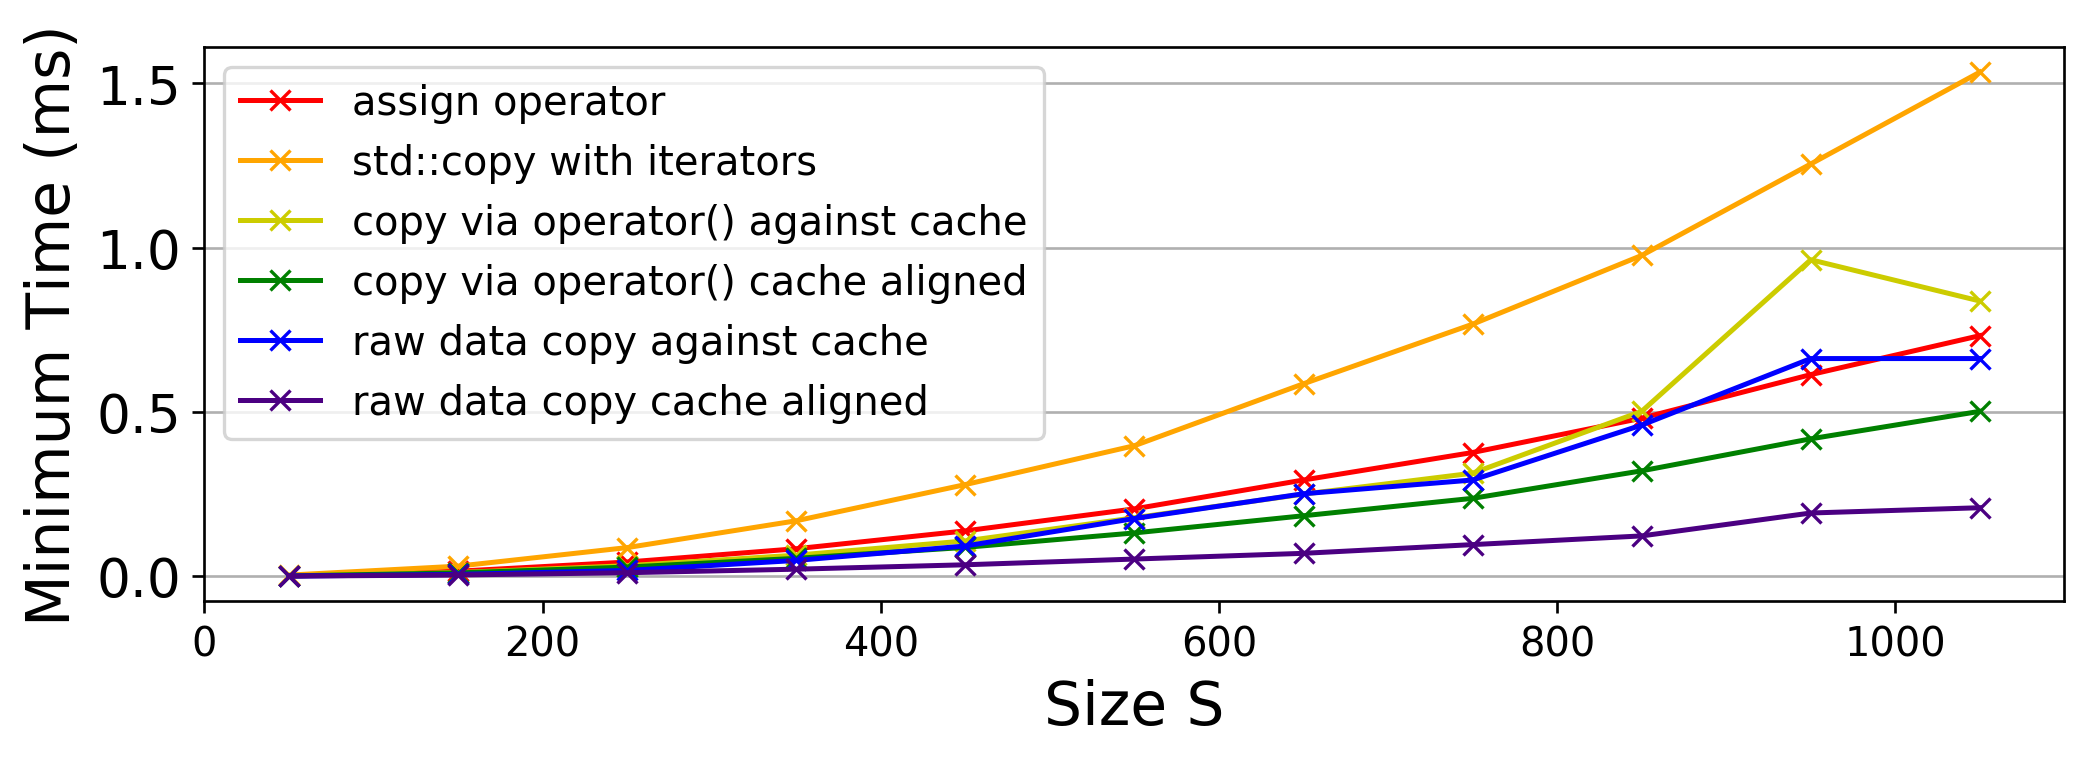 Minimum Time (ms)
1.5
1.0
0.5
0.0
assign operator
std::copy with iterators
copy via operator() against cache
copy via operator() cache aligned
raw data copy against cache
raw data copy cache aligned
0 200 400 600 800 1000
Size S